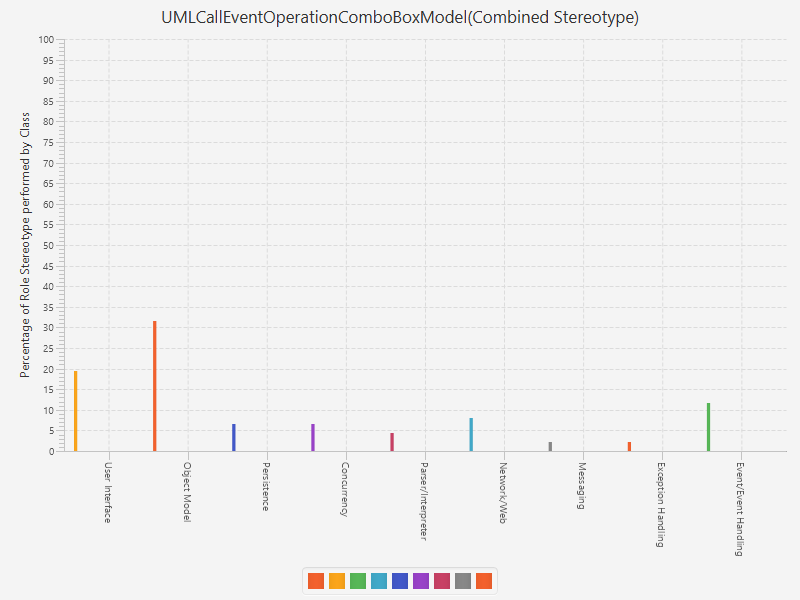 UMLCallEventOperationComboBoxModel(Combined Stereotype)
Percentage of Role Stereotype performed by Class
100
95
90
85
80
75
70
65
60
55
50
45
40
35
30
25
20
15
10
5
0
User Interface
Object Model
Persistence
Concurrency
Parser/Interpreter
Network/Web
Messaging
Exception Handling
Event/Event Handling